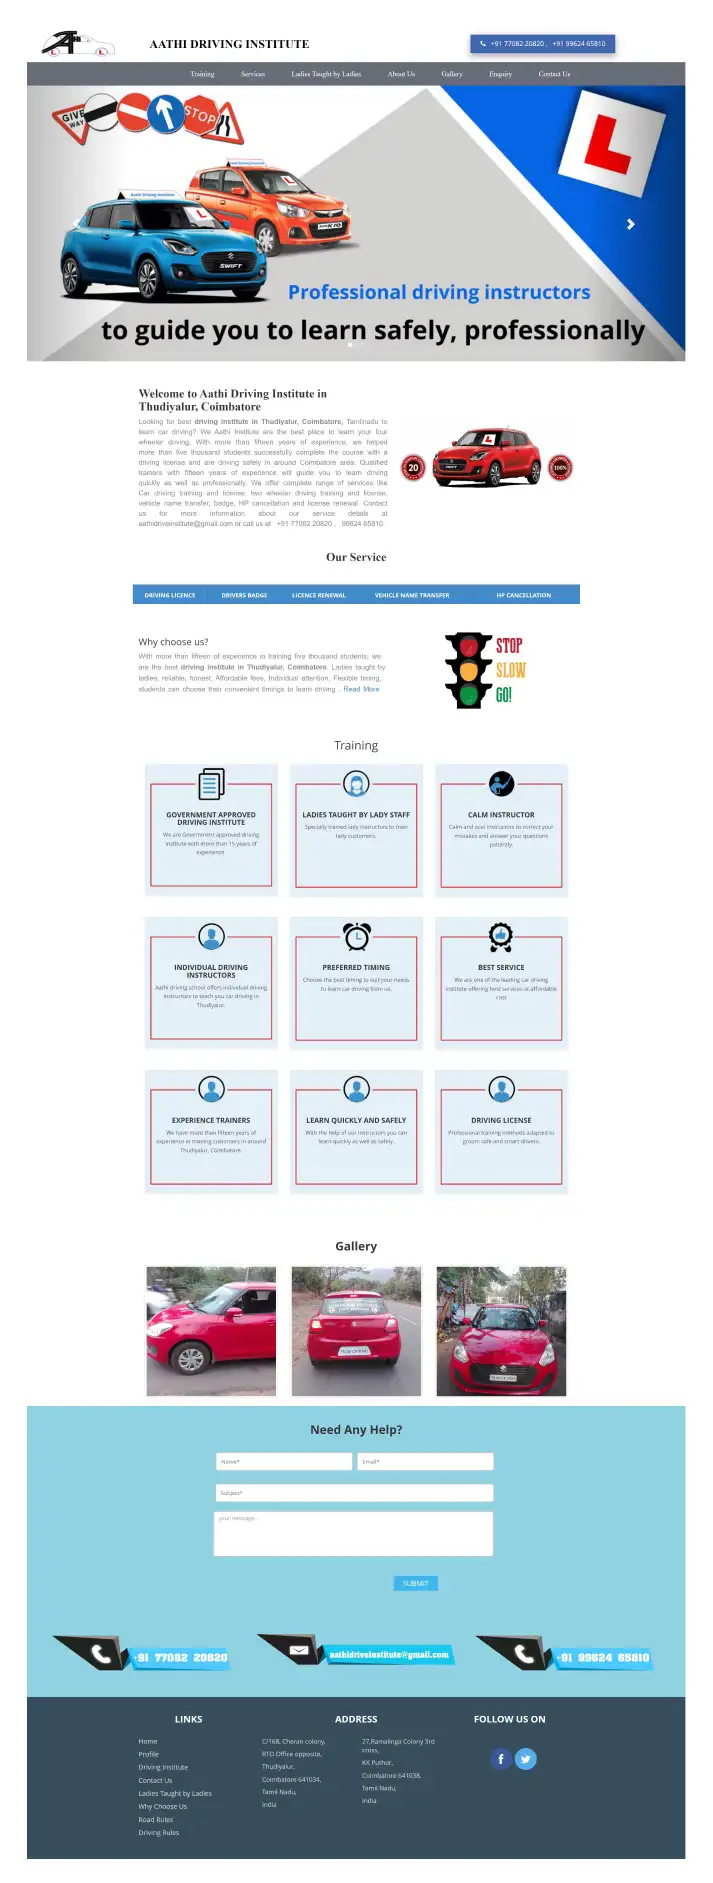 AATHI DRIVING INSTITUTE
+91 77082 20820 , +91 99624 65810
Training Services Ladies Taught by Ladies About Us Gallery Enquiry Contact Us
GIVE WAY
STOP
L
Aathi Driving Institute
Aathi Driving Institute
L
L
ALTO K10
SWIFT
Professional driving instructors
to guide you to learn safely, professionally
Welcome to Aathi Driving Institute in
Thudiyalur, Coimbatore
Looking for best driving institute in Thudiyalur, Coimbatore, Tamilnadu to
learn car driving? We Aathi Institute are the best place to learn your four
wheeler driving, With more than fifteen years of experience, we helped
more than five thousand students successfully complete the course with a
driving license and are driving safely in around Coimbatore area. Qualified
trainers with fifteen years of experience will guide you to learn driving
quickly as well as professionally. We offer complete range of services like
Car driving training and license, two wheeler driving training and license,
vehicle name transfer, badge, HP cancellation and license renewal. Contact
us for more information about our service details at
aathidriveinstitute@gmail.com or call us at +91 77082 20820 , 99624 65810.
L
20
100%
SWIFT
Our Service
DRIVING LICENCE DRIVERS BADGE LICENCE RENEWAL VEHICLE NAME TRANSFER HP CANCELLATION
Why choose us?
With more than fifteen of experience in training five thousand students, we
are the best driving institute in Thudiyalur, Coimbatore. Ladies taught by
ladies, reliable, honest, Affordable fees, Individual attention, Flexible timing,
students can choose their convenient timings to learn driving . Read More
STOP
SLOW
GO!
Training
GOVERNMENT APPROVED
DRIVING INSTITUTE
We are Government approved driving
institute with more than 15 years of
experience
LADIES TAUGHT BY LADY STAFF
Specially trained lady instructors to train
lady customers.
CALM INSTRUCTOR
Calm and cool instructors to correct your
mistakes and answer your questions
patiently.
INDIVIDUAL DRIVING
INSTRUCTORS
Aathi driving school offers individual driving
instructors to teach you car driving in
Thudiyalur.
PREFERRED TIMING
Choose the best timing to suit your needs
to learn car driving from us.
BEST SERVICE
We are one of the leading car driving
institute offering best services at affordable
cost
EXPERIENCE TRAINERS
We have more than fifteen years of
experience in training customers in around
Thudiyalur, Coimbatore.
LEARN QUICKLY AND SAFELY
With the help of our instructors you can
learn quickly as well as safely.
DRIVING LICENSE
Professional training methods adapted to
groom safe and smart drivers.
Gallery
Need Any Help?
Name*
Email*
Subject*
your message..
SUBMIT
+91 77082 20820
aathidriveinstitute@gmail.com
+91 99624 65810
LINKS
Home
Profile
Driving Institute
Contact Us
Ladies Taught by Ladies
Why Choose Us
Road Rules
Driving Rules
ADDRESS
C/168, Cheran colony,
RTO Office opposite,
Thudiyalur,
Coimbatore 641034,
Tamil Nadu,
India
27,Ramalinga Colony 3rd
cross,
KK Puthur,
Coimbatore 641038,
Tamil Nadu,
India
FOLLOW US ON